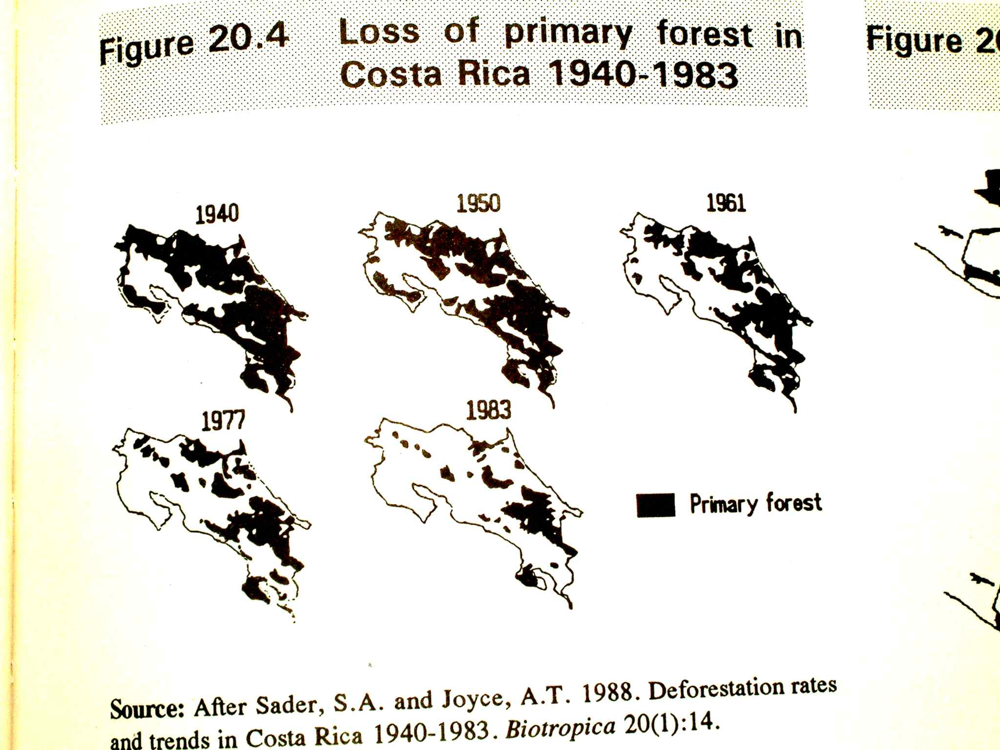 Figure 20.4 Loss of primary forest in
Costa Rica 1940-1983
Figure
1940
1950
1961
1977
1983
Primary forest
Source: After Sader, S.A. and Joyce, A.T. 1988. Deforestation rates
and trends in Costa Rica 1940-1983. Biotropica 20(1):14.